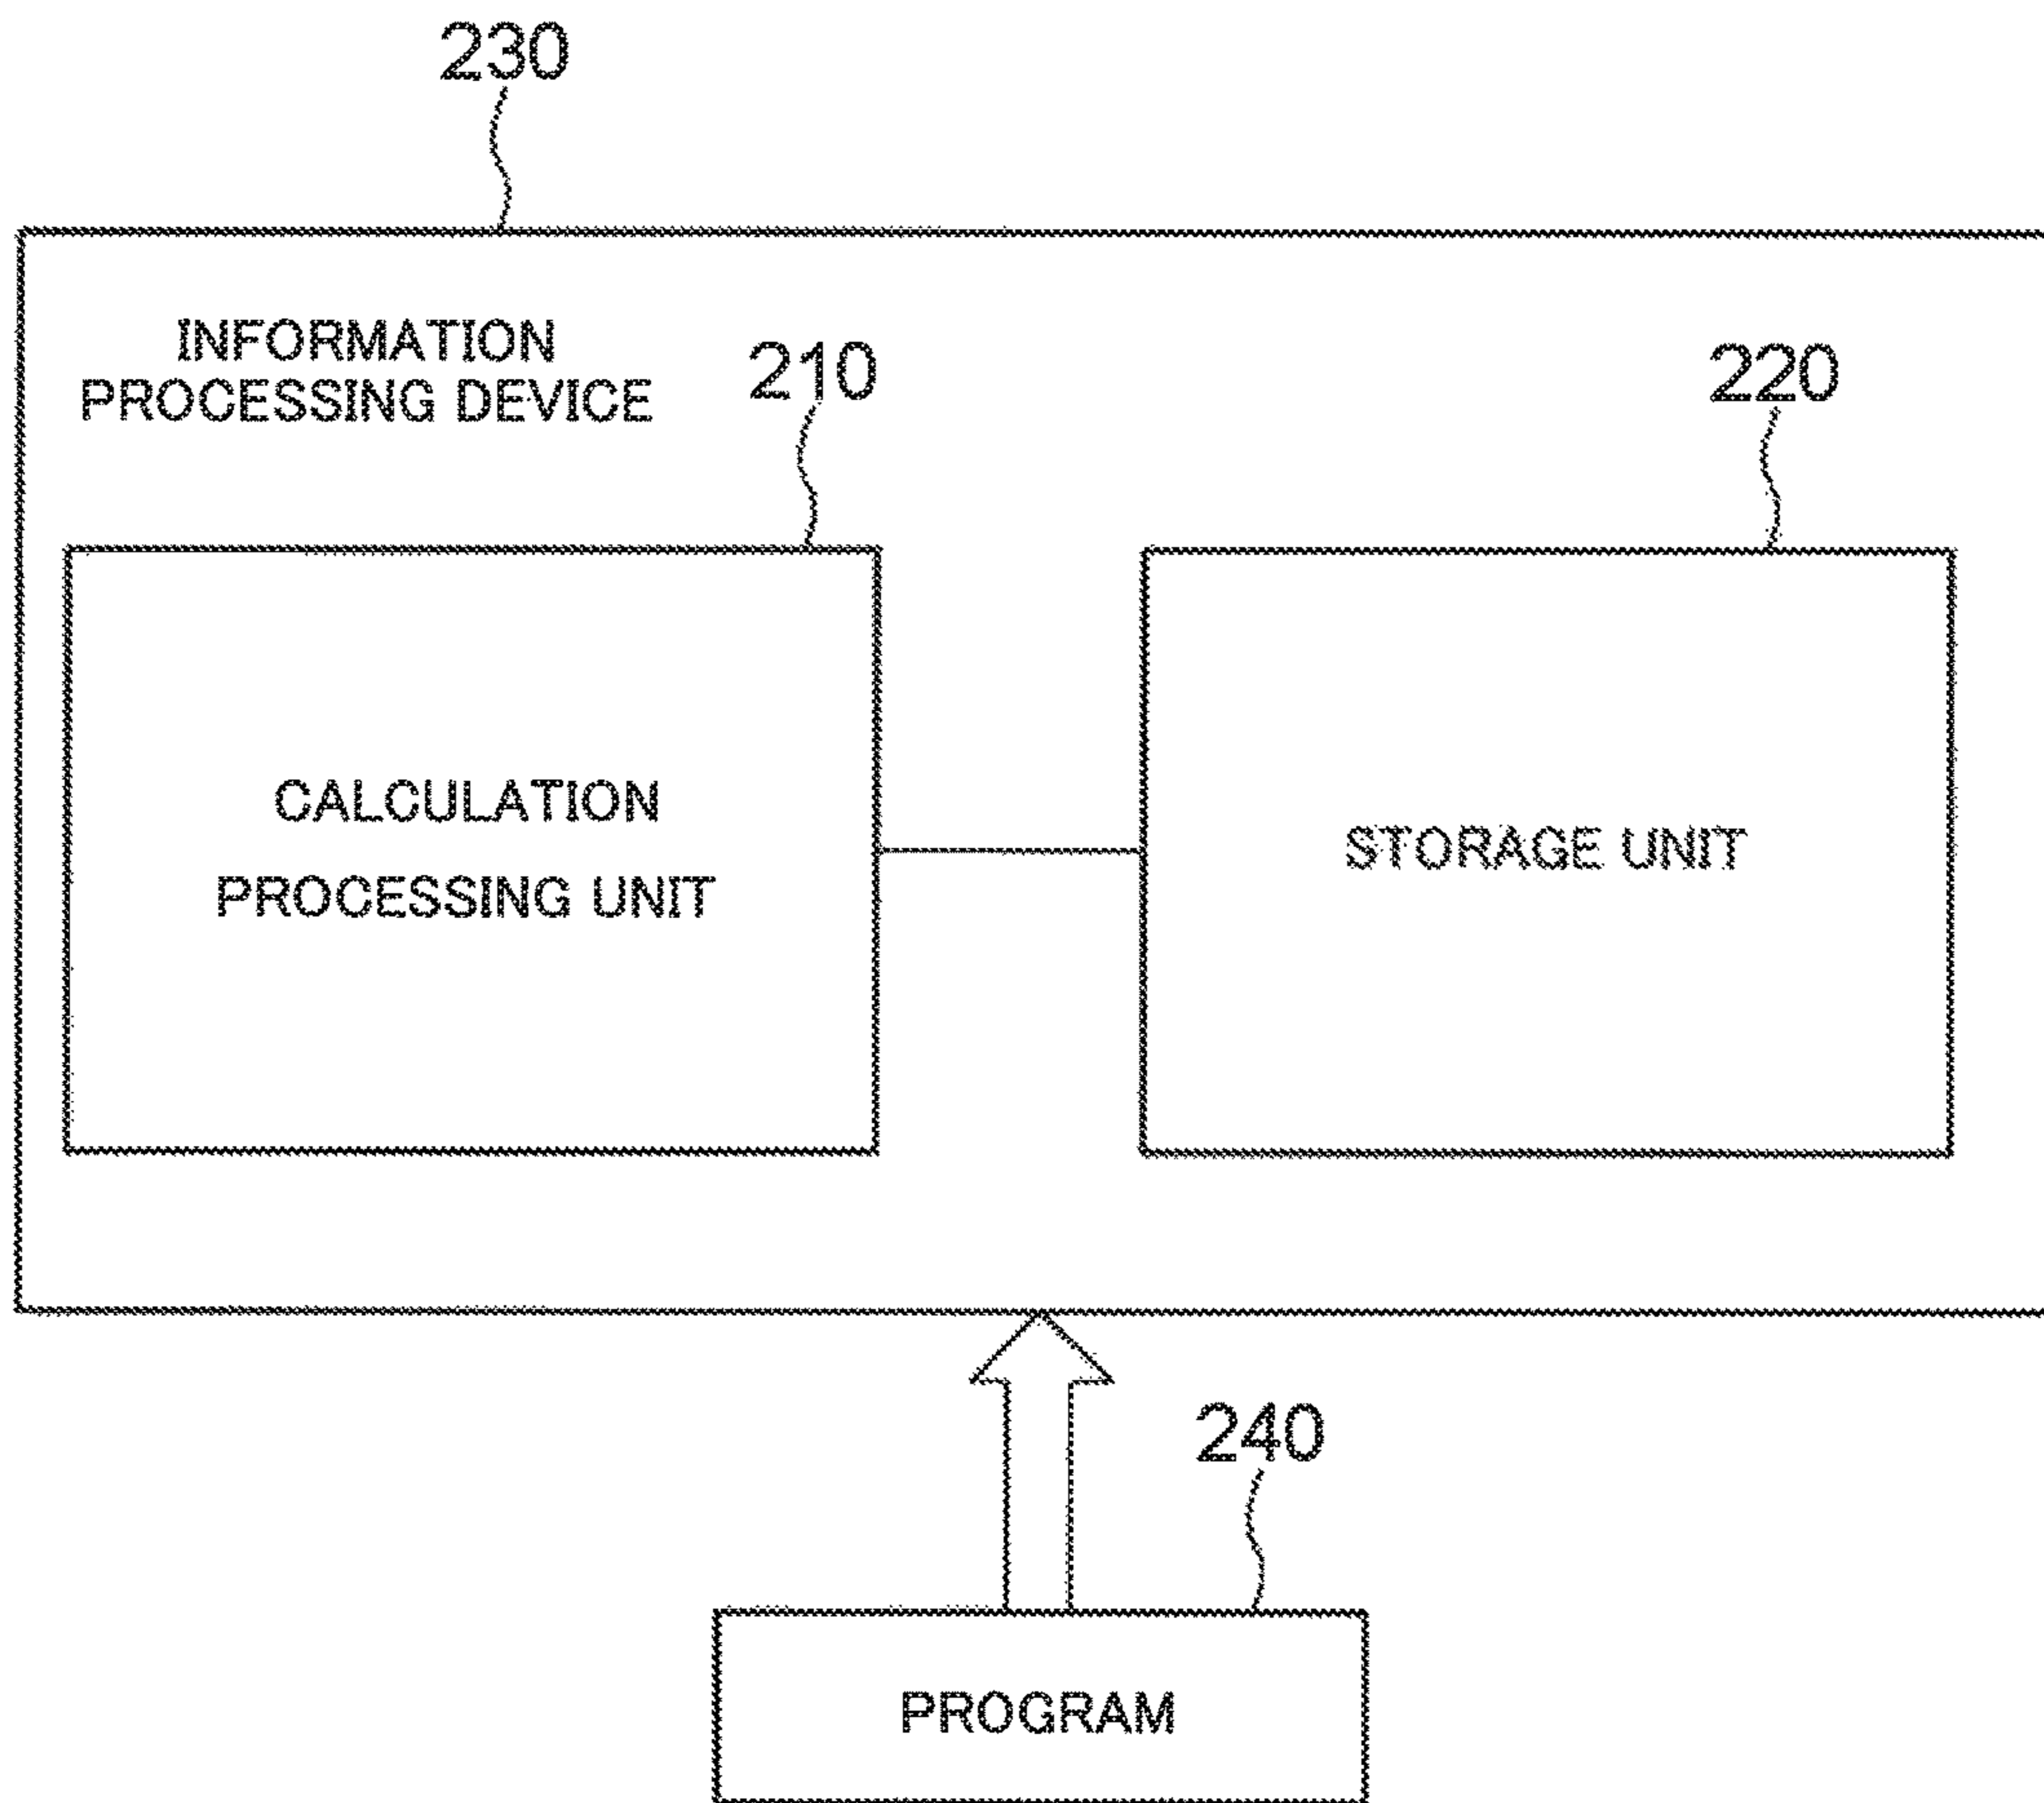 230
INFORMATION
PROCESSING DEVICE
210
220
CALCULATION
PROCESSING UNIT
STORAGE UNIT
240
PROGRAM